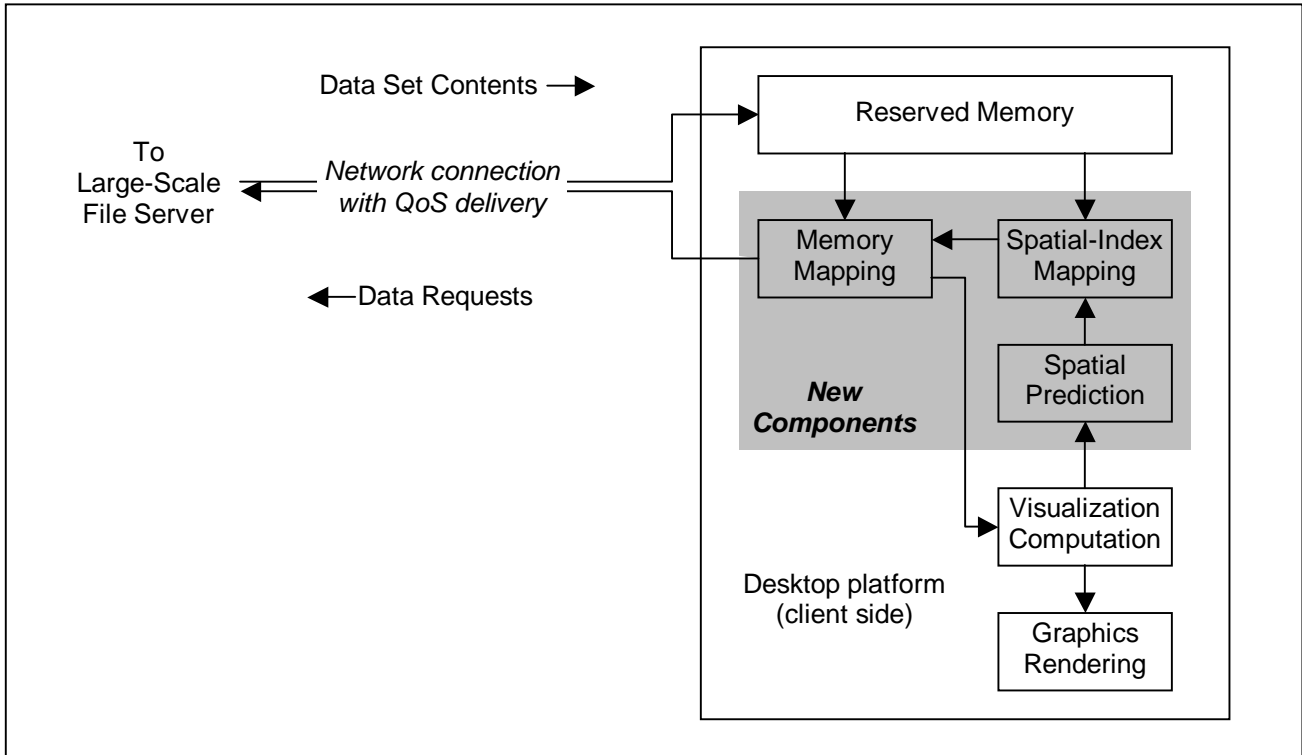 Data Set Contents
To
Large-Scale
File Server
Network connection
with QoS delivery
Data Requests
Reserved Memory
Memory
Mapping
Spatial-Index
Mapping
Spatial
Prediction
New
Components
Visualization
Computation
Desktop platform
(client side)
Graphics
Rendering